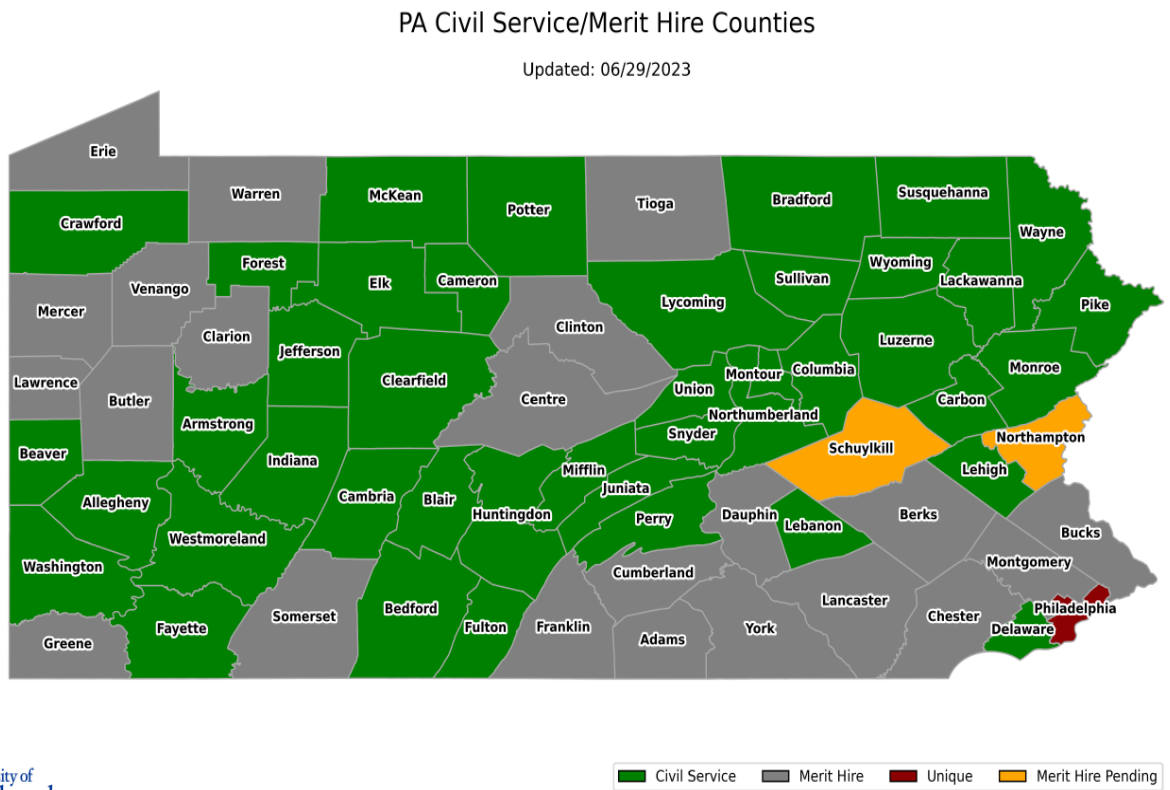 PA Civil Service/Merit Hire Counties
Updated: 06/29/2023
Erie
Warren
McKean
Potter
Tioga
Bradford
Susquehanna
Wayne
Crawford
Forest
Elk
Cameron
Sullivan
Wyoming
Lackawanna
Pike
Mercer
Venango
Clarion
Jefferson
Clinton
Lycoming
Luzerne
Monroe
Lawrence
Butler
Clearfield
Centre
Union
Montour
Columbia
Carbon
Beaver
Armstrong
Indiana
Snyder
Northumberland
Schuylkill
Northampton
Lehigh
Allegheny
Cambria
Blair
Mifflin
Juniata
Huntingdon
Perry
Dauphin
Lebanon
Berks
Bucks
Washington
Westmoreland
Cumberland
Montgomery
Greene
Fayette
Somerset
Bedford
Fulton
Franklin
Adams
York
Lancaster
Chester
Delaware
Philadelphia
ity of
Civil Service
Merit Hire
Unique
Merit Hire Pending